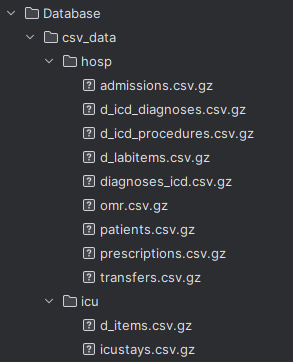 Database
csv_data
hosp
admissions.csv.gz
d_icd_diagnoses.csv.gz
d_icd_procedures.csv.gz
d_labitems.csv.gz
diagnoses_icd.csv.gz
omr.csv.gz
patients.csv.gz
prescriptions.csv.gz
transfers.csv.gz
icu
d_items.csv.gz
icustays.csv.gz